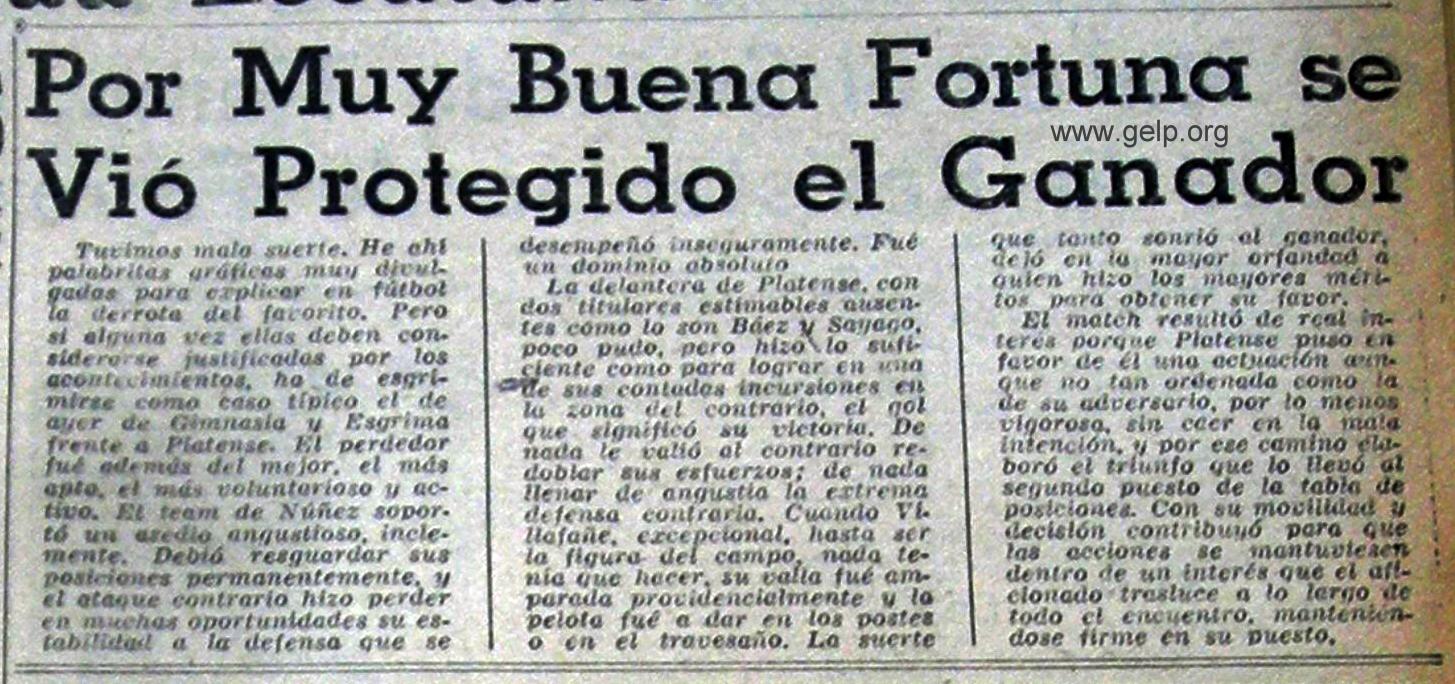 Por Muy Buena Fortuna se
www.gelp.org
Vió Protegido el Ganador
Tuvimos mala suerte. He ahí
palabritas gráficas muy divul-
gadas para explicar en fútbol
la derrota del favorito. Pero
si alguna vez ellas deben con-
siderarse justificadas por los
acontecimientos, ha de esgri-
mirse como caso típico el de
ayer de Gimnasia y Esgrima
frente a Platense. El perdedor
fué además del mejor, el más
apto, el más voluntarioso y ac-
tivo. El team de Núñez sopor-
tó un asedio angustioso, incle-
mente. Debió resguardar sus
posiciones permanentemente, y
el ataque contrario hizo perder
en muchas oportunidades su es-
tabilidad a la defensa que se
desempeñó inseguramente. Fué
un dominio absoluto
La delantera de Platense, con
dos titulares estimables ausen-
tes como lo son Báez y Sayago,
poco pudo, pero hizo lo sufi-
ciente como para lograr en una
de sus contadas incursiones en
la zona del contrario, el gol
que significó su victoria. De
nada le valió al contrario re-
doblar sus esfuerzos; de nada
llenar de angustia la extrema
defensa contraria. Cuando Vi-
llafañe, excepcional, hasta ser
la figura del campo, nada te-
nía que hacer, su valla fué am-
parada providencialmente y la
pelota fué a dar en los postes
o en el travesaño. La suerte
que tanto sonrió al ganador,
dejó en la mayor orfandad a
quien hizo los mayores méri-
tos para obtener su favor.
El match resultó de real in-
terés porque Platense puso en
favor de él una actuación aun-
que no tan ordenada como la
de su adversario, por lo menos
vigorosa, sin caer en la mala
intención, y por ese camino ela-
boró el triunfo que lo llevó al
segundo puesto de la tabla de
posiciones. Con su movilidad y
decisión contribuyó para que
las acciones se mantuviesen
dentro de un interés que el afi-
cionado trasluce a lo largo de
todo el encuentro, mantenién-
dose firme en su puesto.